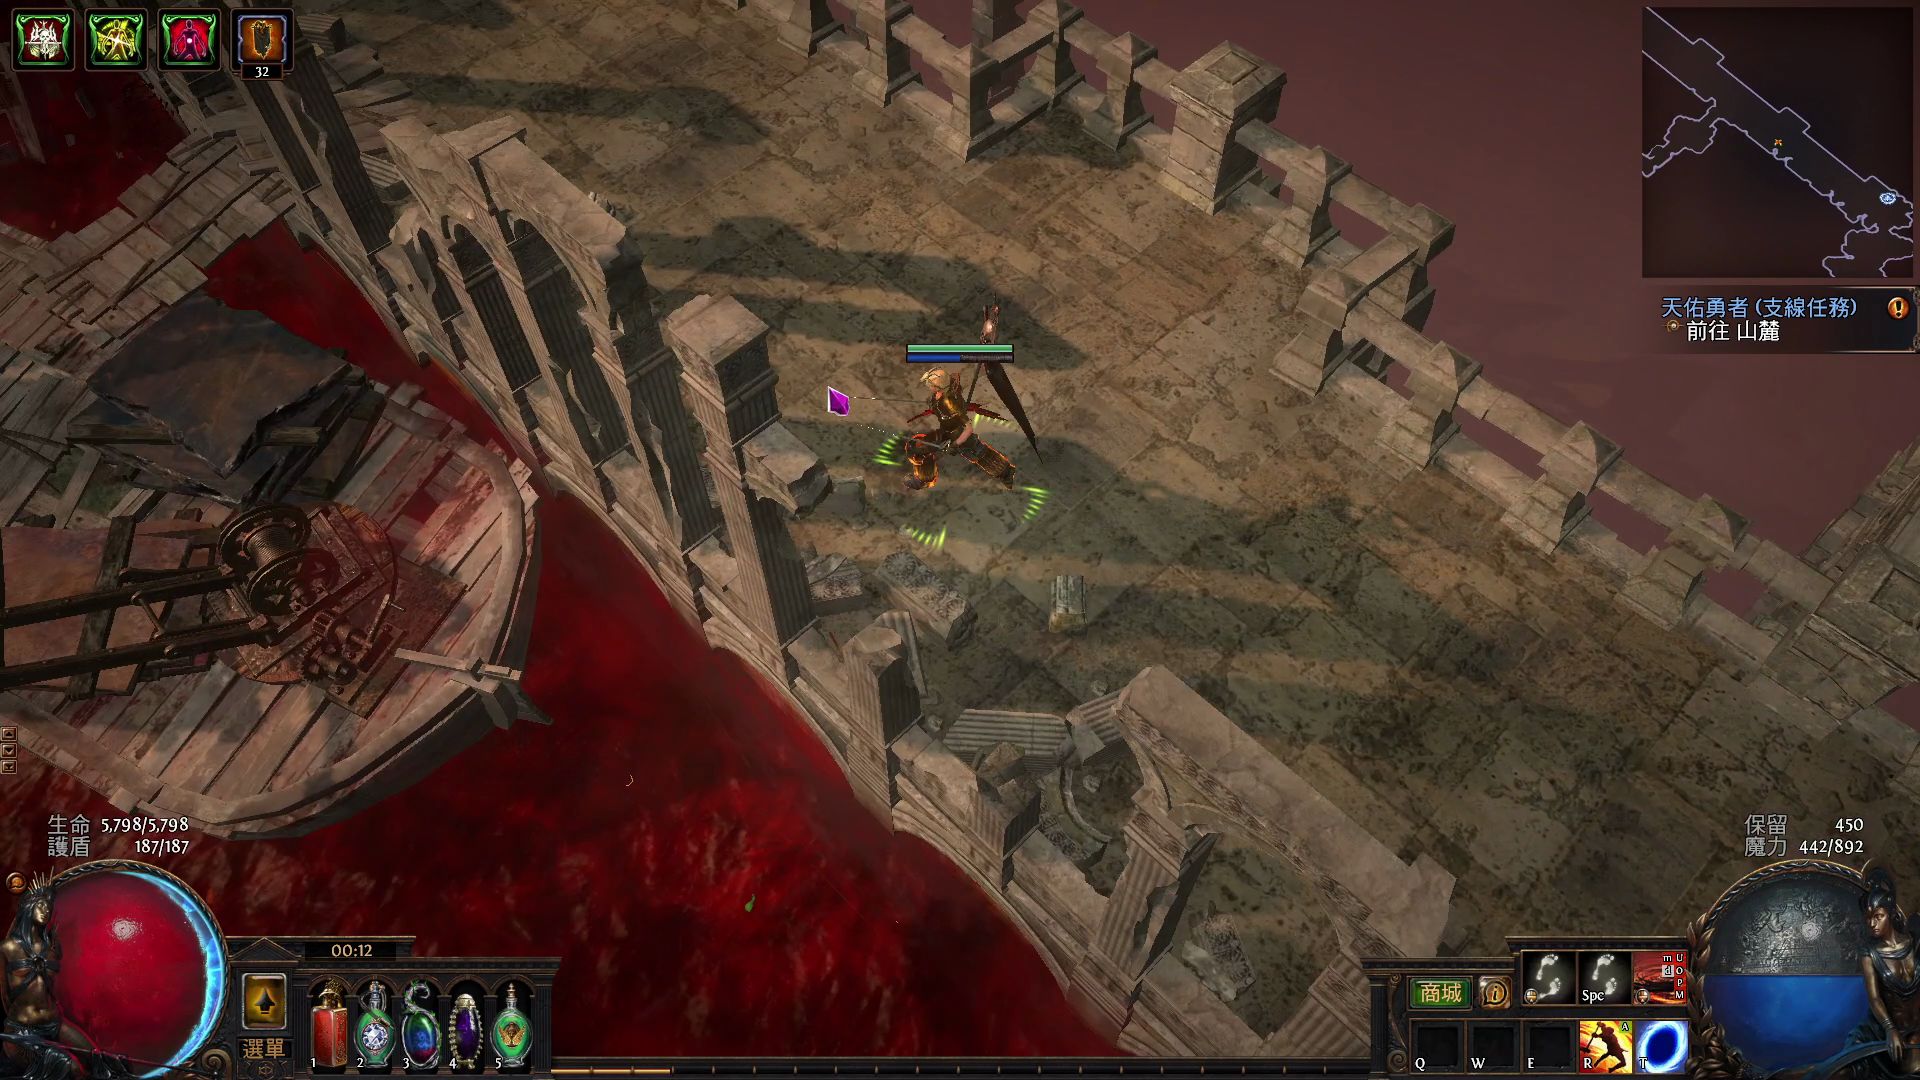 32
天佑勇者 (支線任務)
前往 山麓
生命 5,798/5,798
護盾 187/187
保留 450
魔力 442/892
00:12
選單
1
2
3
4
5
商城
Spc
m U
d O
P
M
Q
W
E
R
A
T